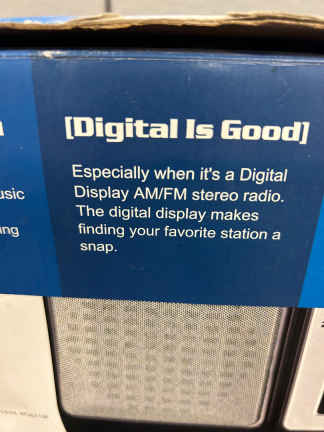 [Digital Is Good]
Especially when it's a Digital
Display AM/FM stereo radio.
The digital display makes
finding your favorite station a
snap.